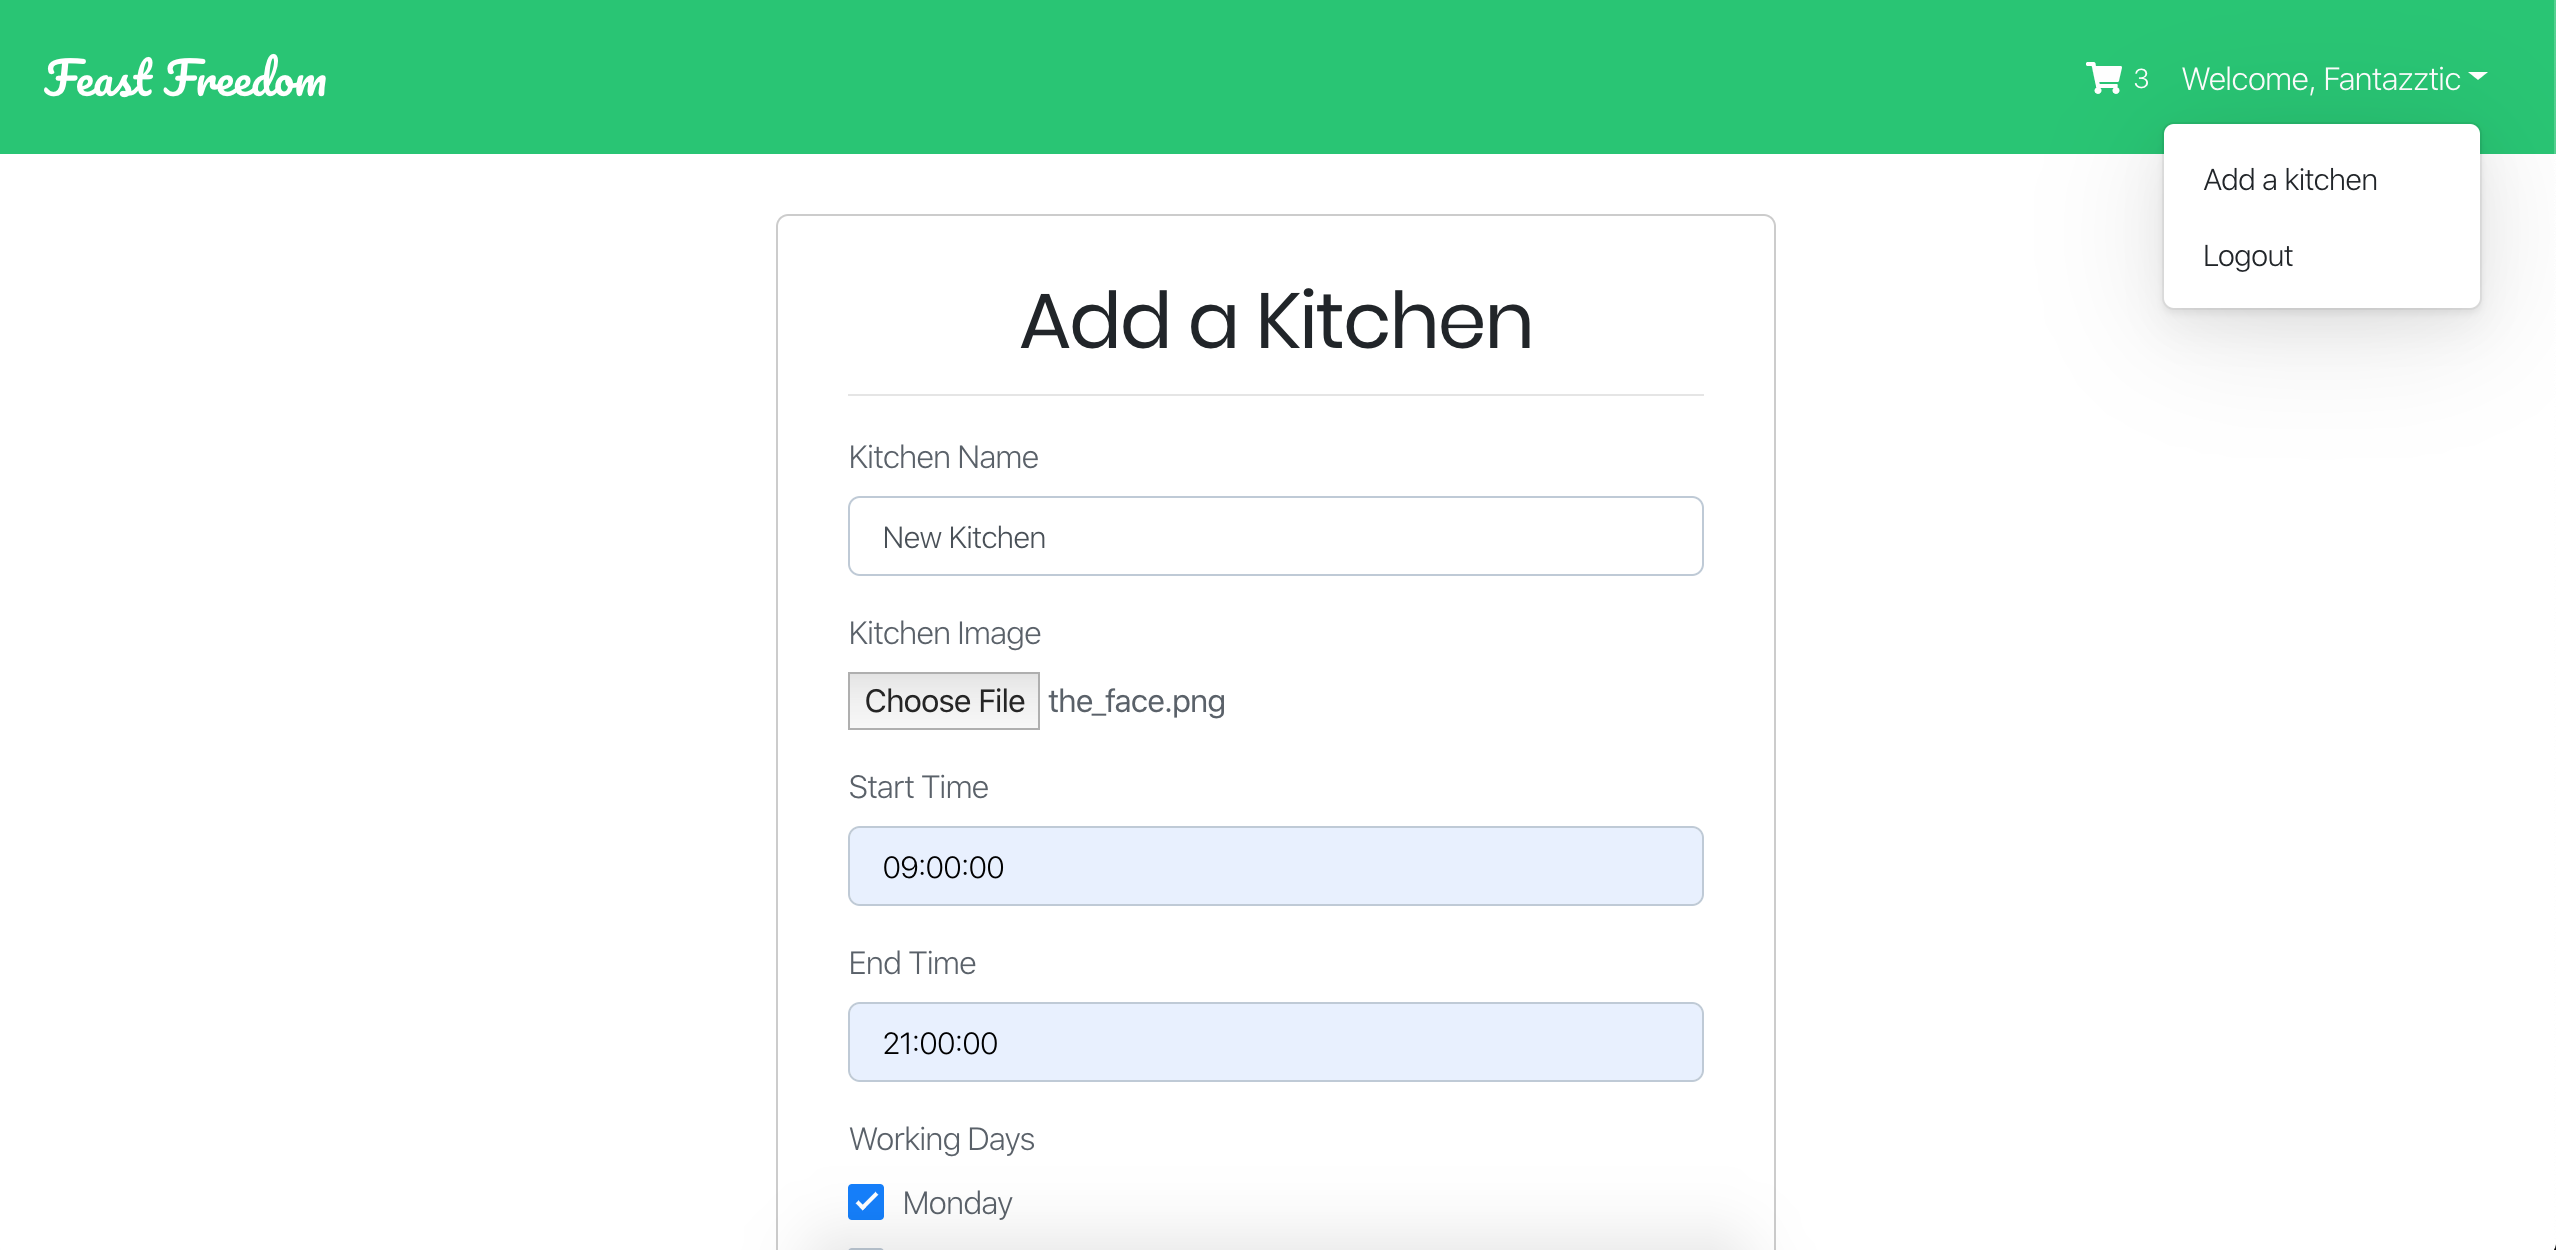 Feast Freedom
3 Welcome, Fantazztic
Add a kitchen
Logout
Add a Kitchen
Kitchen Name
New Kitchen
Kitchen Image
Choose File the_face.png
Start Time
09:00:00
End Time
21:00:00
Working Days
Monday